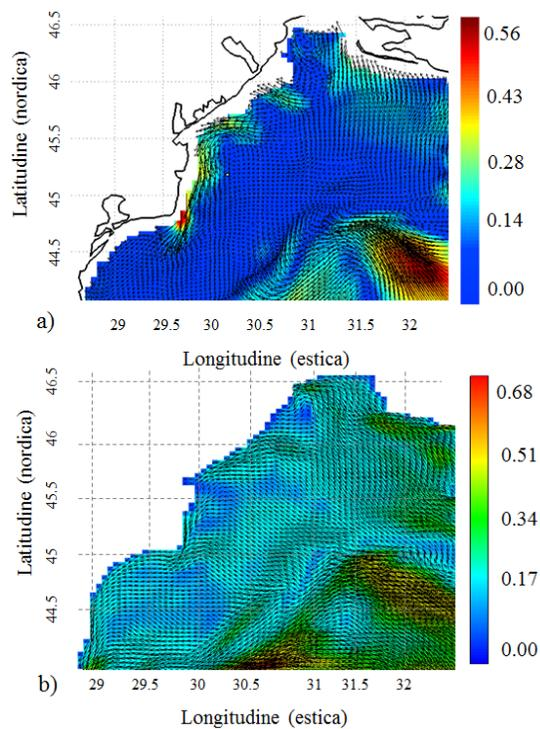 46.5
46
45.5
45
44.5
Latitudine (nordica)
0.56
0.43
0.28
0.14
0.00
a)
29 29.5 30 30.5 31 31.5 32
Longitudine (estica)
46.5
46
45.5
45
44.5
Latitudine (nordica)
0.68
0.51
0.34
0.17
0.00
b)
29 29.5 30 30.5 31 31.5 32
Longitudine (estica)